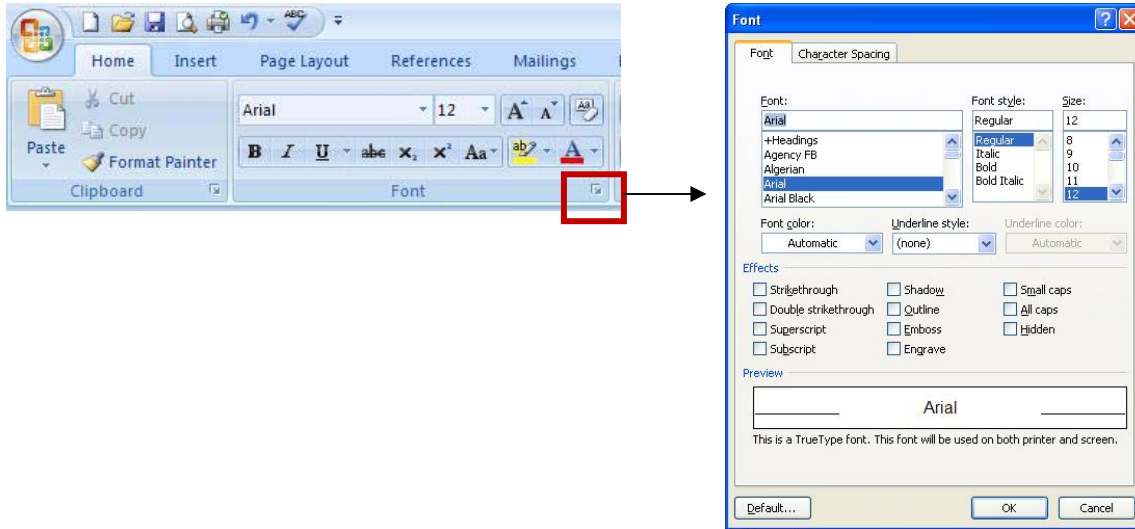 Home Insert Page Layout References Mailings
Paste
Cut
Copy
Format Painter
Clipboard
Arial 12
B I U abc X₂ X² Aa ab A
Font
Font
Font Character Spacing
Font: Font style: Size:
Arial Regular 12
+Headings Regular 8
Agency FB Italic 9
Algerian Bold 10
Arial Bold Italic 11
Arial Black 12
Font color: Underline style: Underline color:
Automatic (none) Automatic
Effects
Strikethrough Shadow Small caps
Double strikethrough Outline All caps
Superscript Emboss Hidden
Subscript Engrave
Preview
Arial
This is a TrueType font. This font will be used on both printer and screen.
Default... OK Cancel